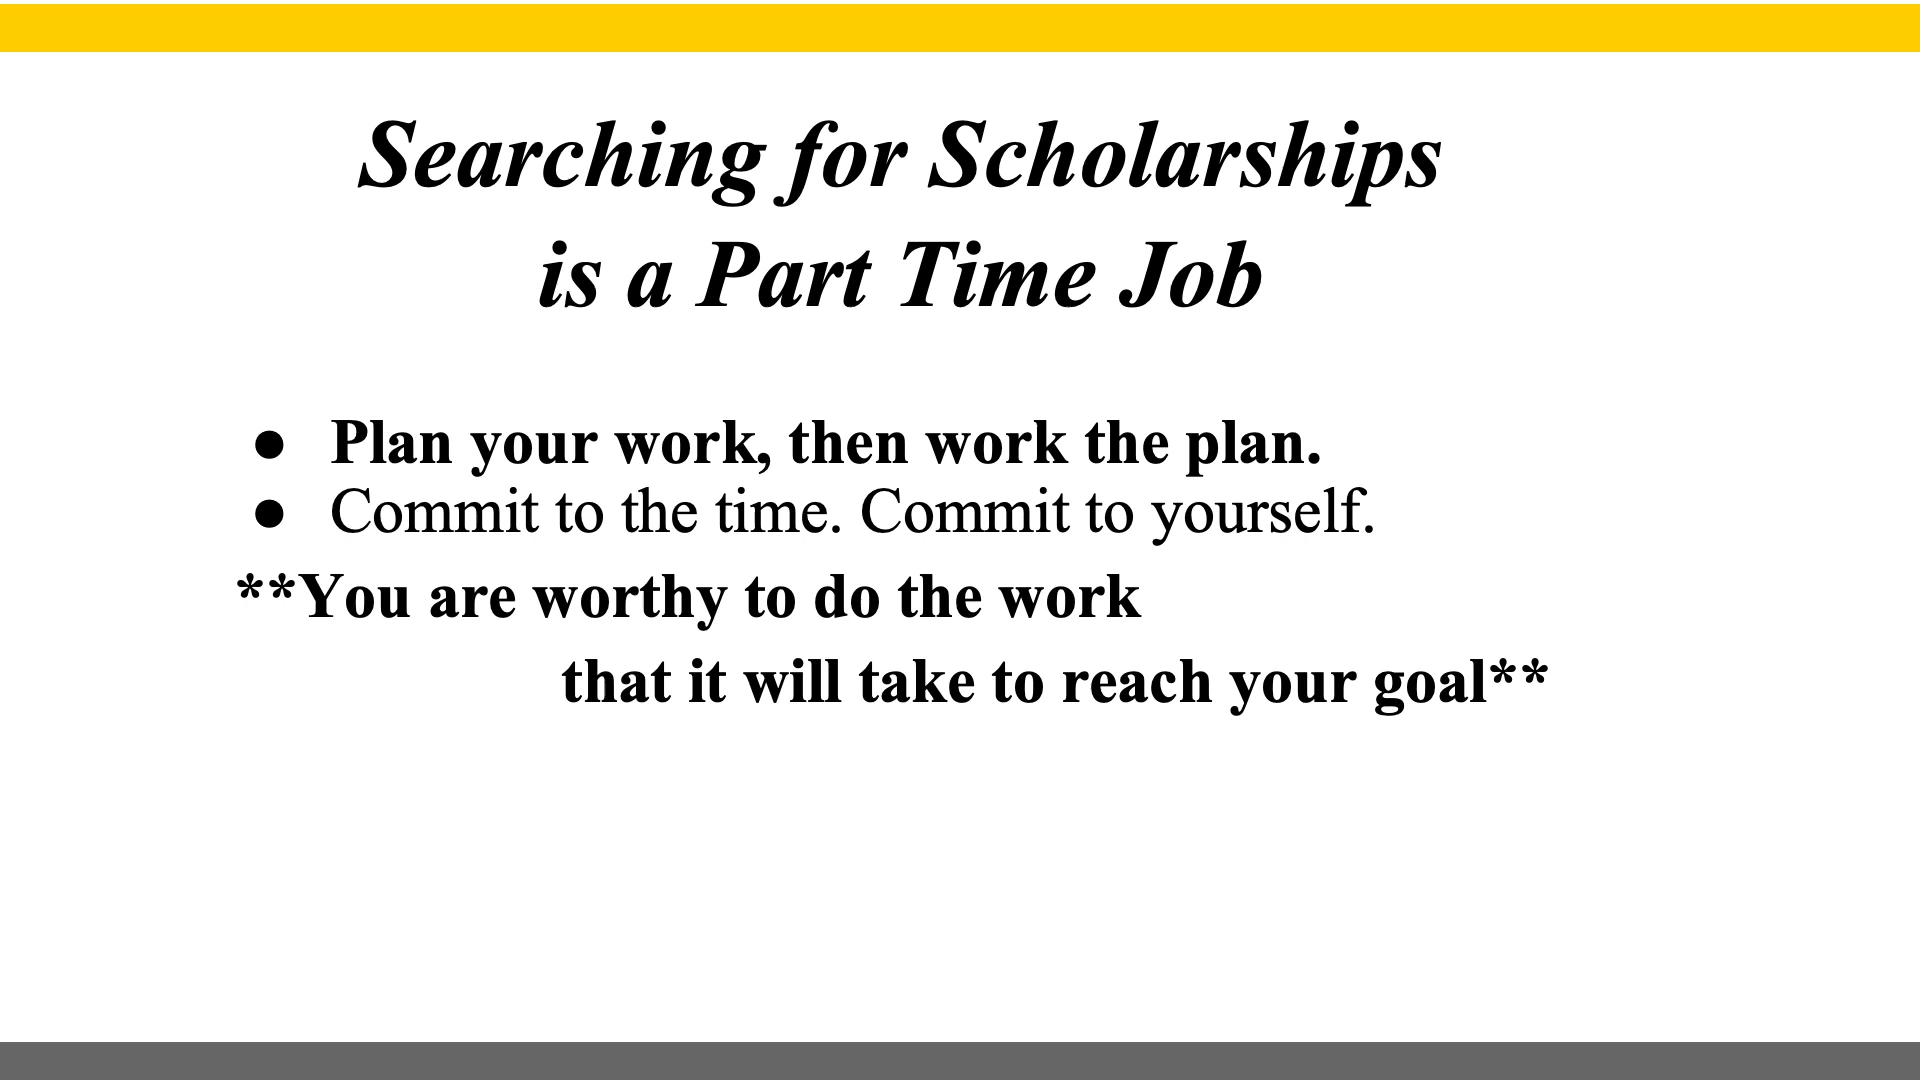 Searching for Scholarships
is a Part Time Job
● Plan your work, then work the plan.
● Commit to the time. Commit to yourself.
**You are worthy to do the work
that it will take to reach your goal**